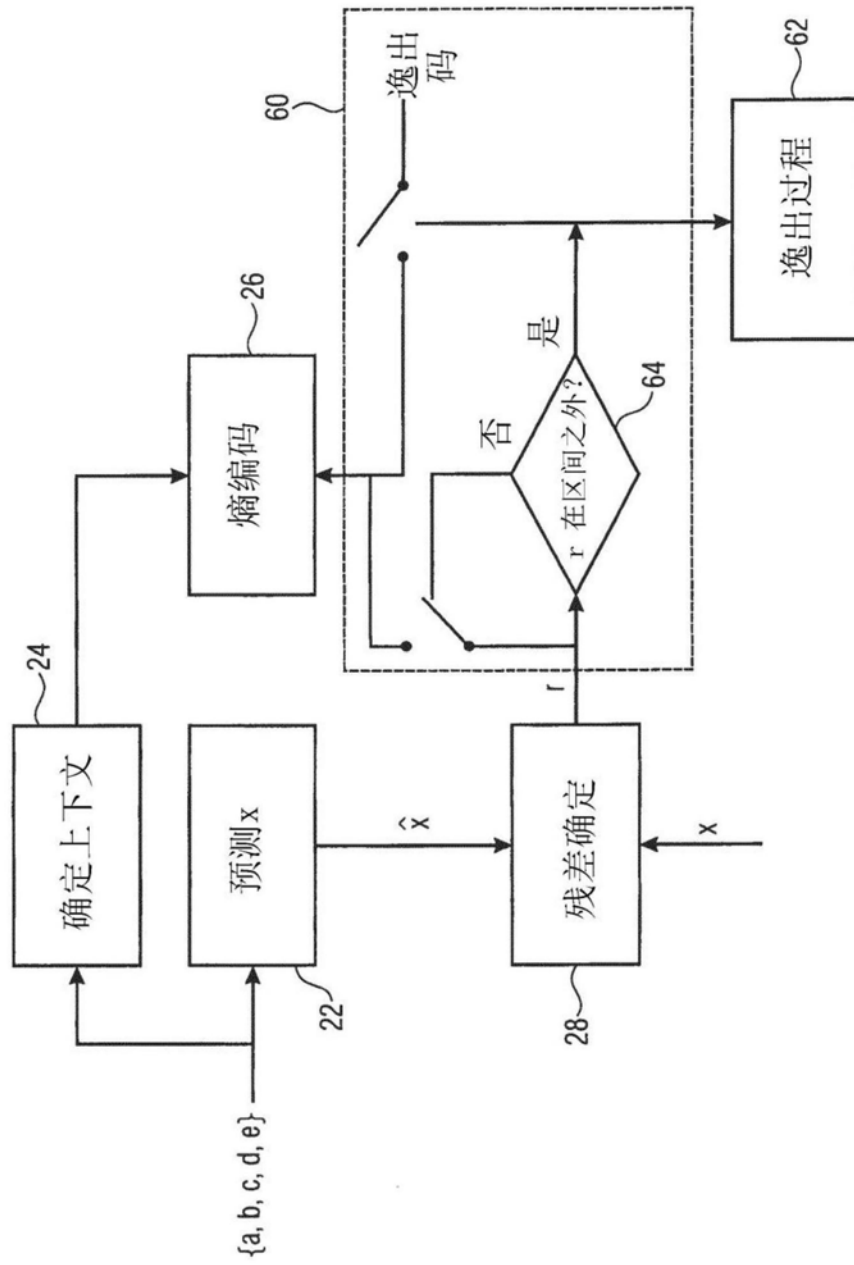 {a, b, c, d, e}
24
确定上下文
22
预测x
x̂
28
残差确定
x
r
26
熵编码
60
逸出
码
否
是
r 在区间之外?
64
62
逸出过程